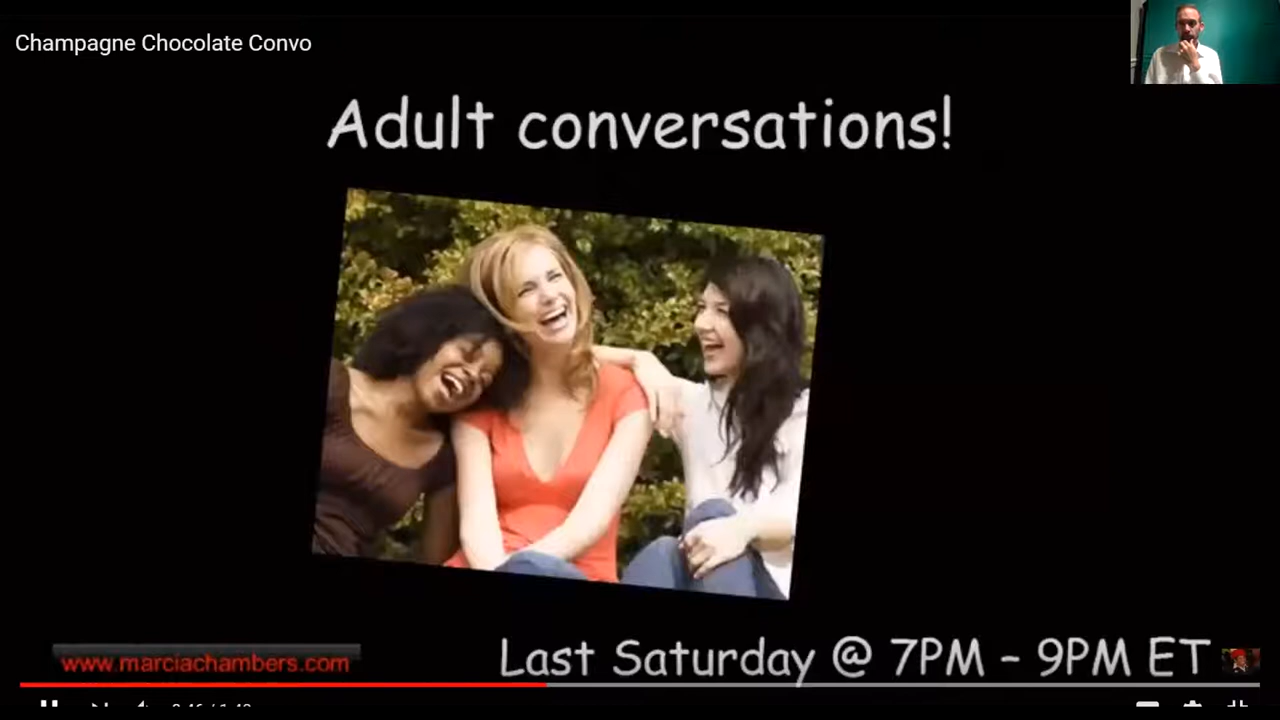 Champagne Chocolate Convo
Adult conversations!
www.marciachambers.com
Last Saturday @ 7PM – 9PM ET